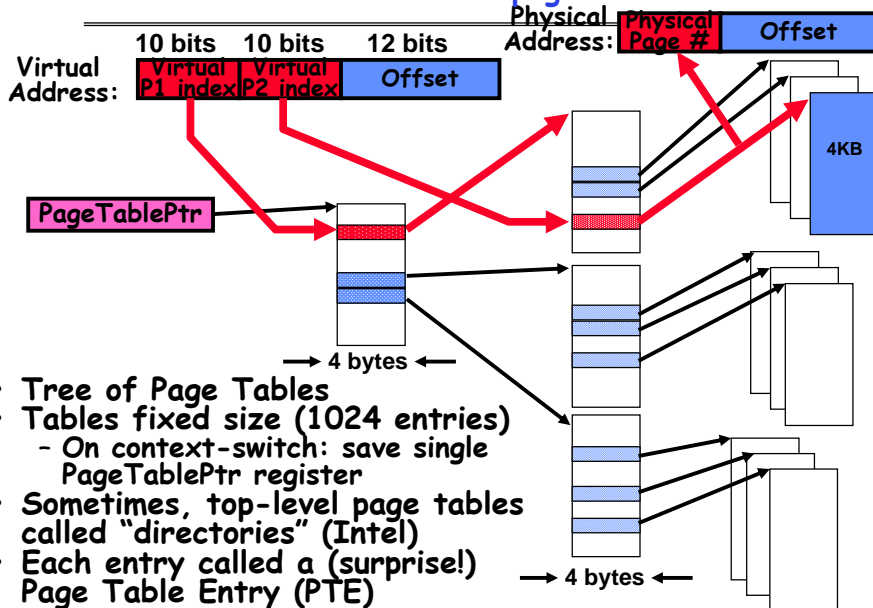 Physical
Address:
Physical
Page #
Offset
10 bits 10 bits 12 bits
Virtual
Address:
Virtual
P1 index
Virtual
P2 index
Offset
4KB
PageTablePtr
4 bytes
Tree of Page Tables
Tables fixed size (1024 entries)
– On context-switch: save single
PageTablePtr register
Sometimes, top-level page tables
called “directories” (Intel)
Each entry called a (surprise!)
Page Table Entry (PTE)
4 bytes